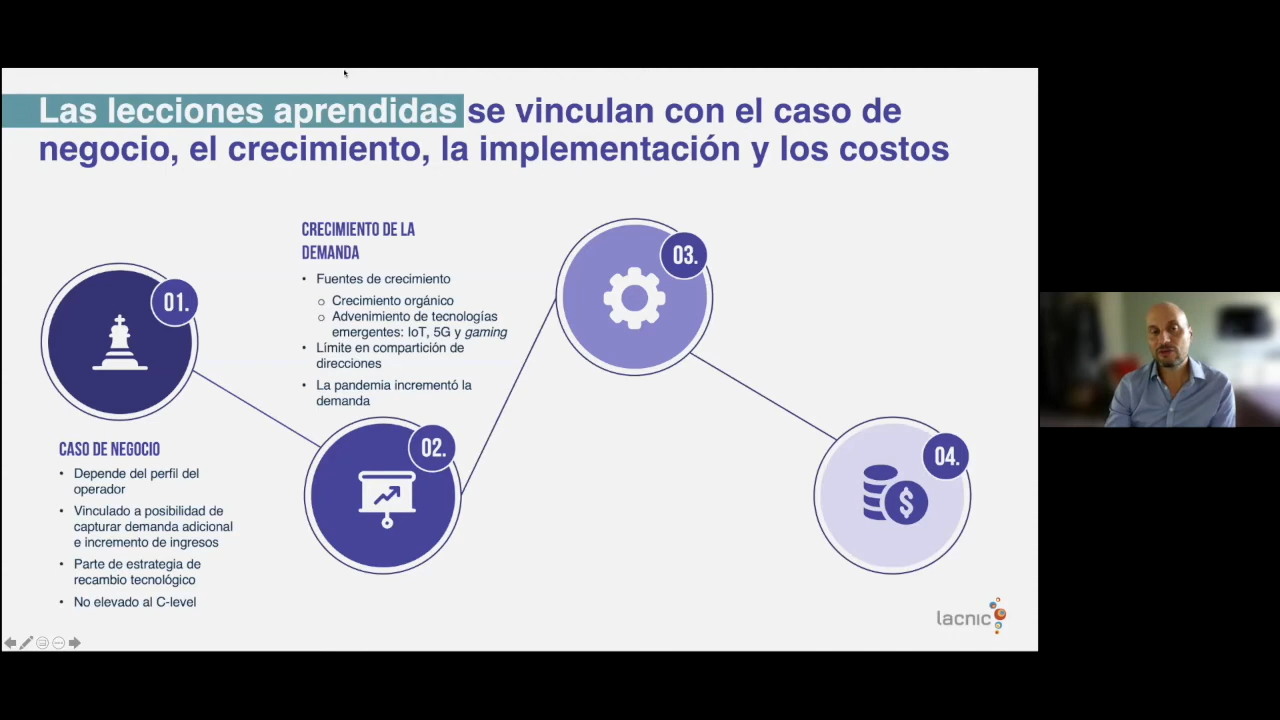 Las lecciones aprendidas se vinculan con el caso de
negocio, el crecimiento, la implementación y los costos
01.
CASO DE NEGOCIO
• Depende del perfil del
operador
• Vinculado a posibilidad de
capturar demanda adicional
e incremento de ingresos
• Parte de estrategia de
recambio tecnológico
• No elevado al C-level
CRECIMIENTO DE LA
DEMANDA
• Fuentes de crecimiento
o Crecimiento orgánico
o Advenimiento de tecnologías
emergentes: IoT, 5G y gaming
• Límite en compartición de
direcciones
• La pandemia incrementó la
demanda
02.
03.
04.
$
lacnic